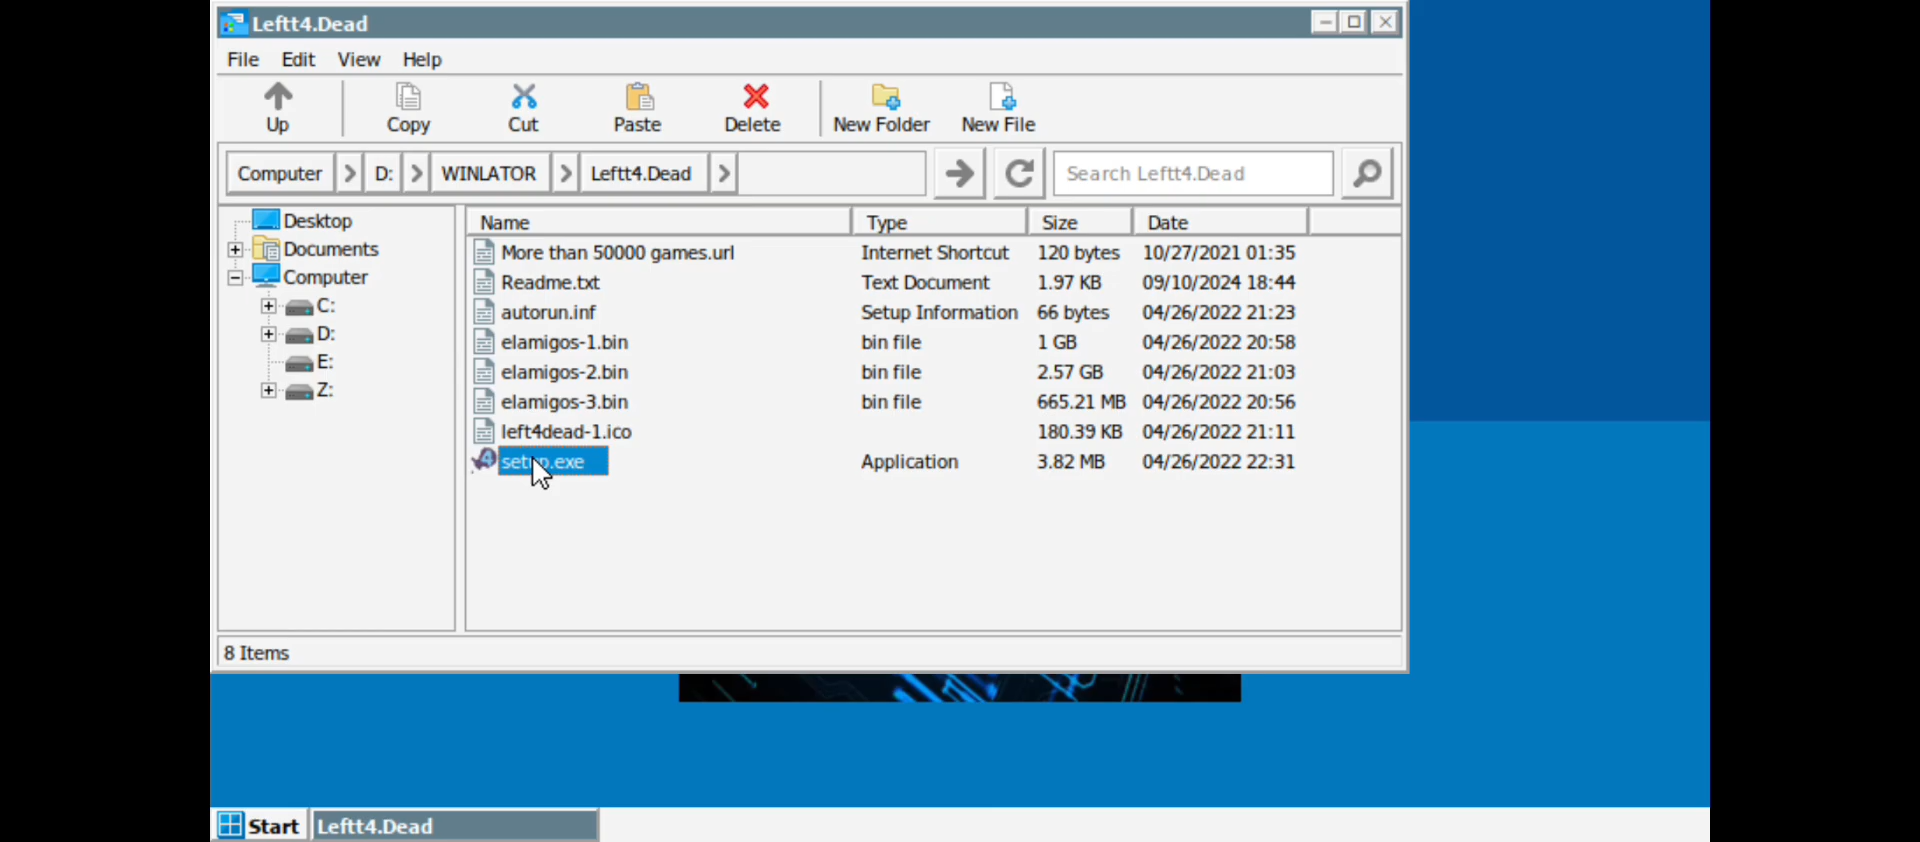 Leftt4.Dead
File Edit View Help
Up Copy Cut Paste Delete New Folder New File
Computer D: WINLATOR Leftt4.Dead Search Leftt4.Dead
Desktop
Documents
Computer
C:
D:
E:
Z:
Name Type Size Date
More than 50000 games.url Internet Shortcut 120 bytes 10/27/2021 01:35
Readme.txt Text Document 1.97 KB 09/10/2024 18:44
autorun.inf Setup Information 66 bytes 04/26/2022 21:23
elamigos-1.bin bin file 1 GB 04/26/2022 20:58
elamigos-2.bin bin file 2.57 GB 04/26/2022 21:03
elamigos-3.bin bin file 665.21 MB 04/26/2022 20:56
left4dead-1.ico 180.39 KB 04/26/2022 21:11
setup.exe Application 3.82 MB 04/26/2022 22:31
8 Items
Start Leftt4.Dead